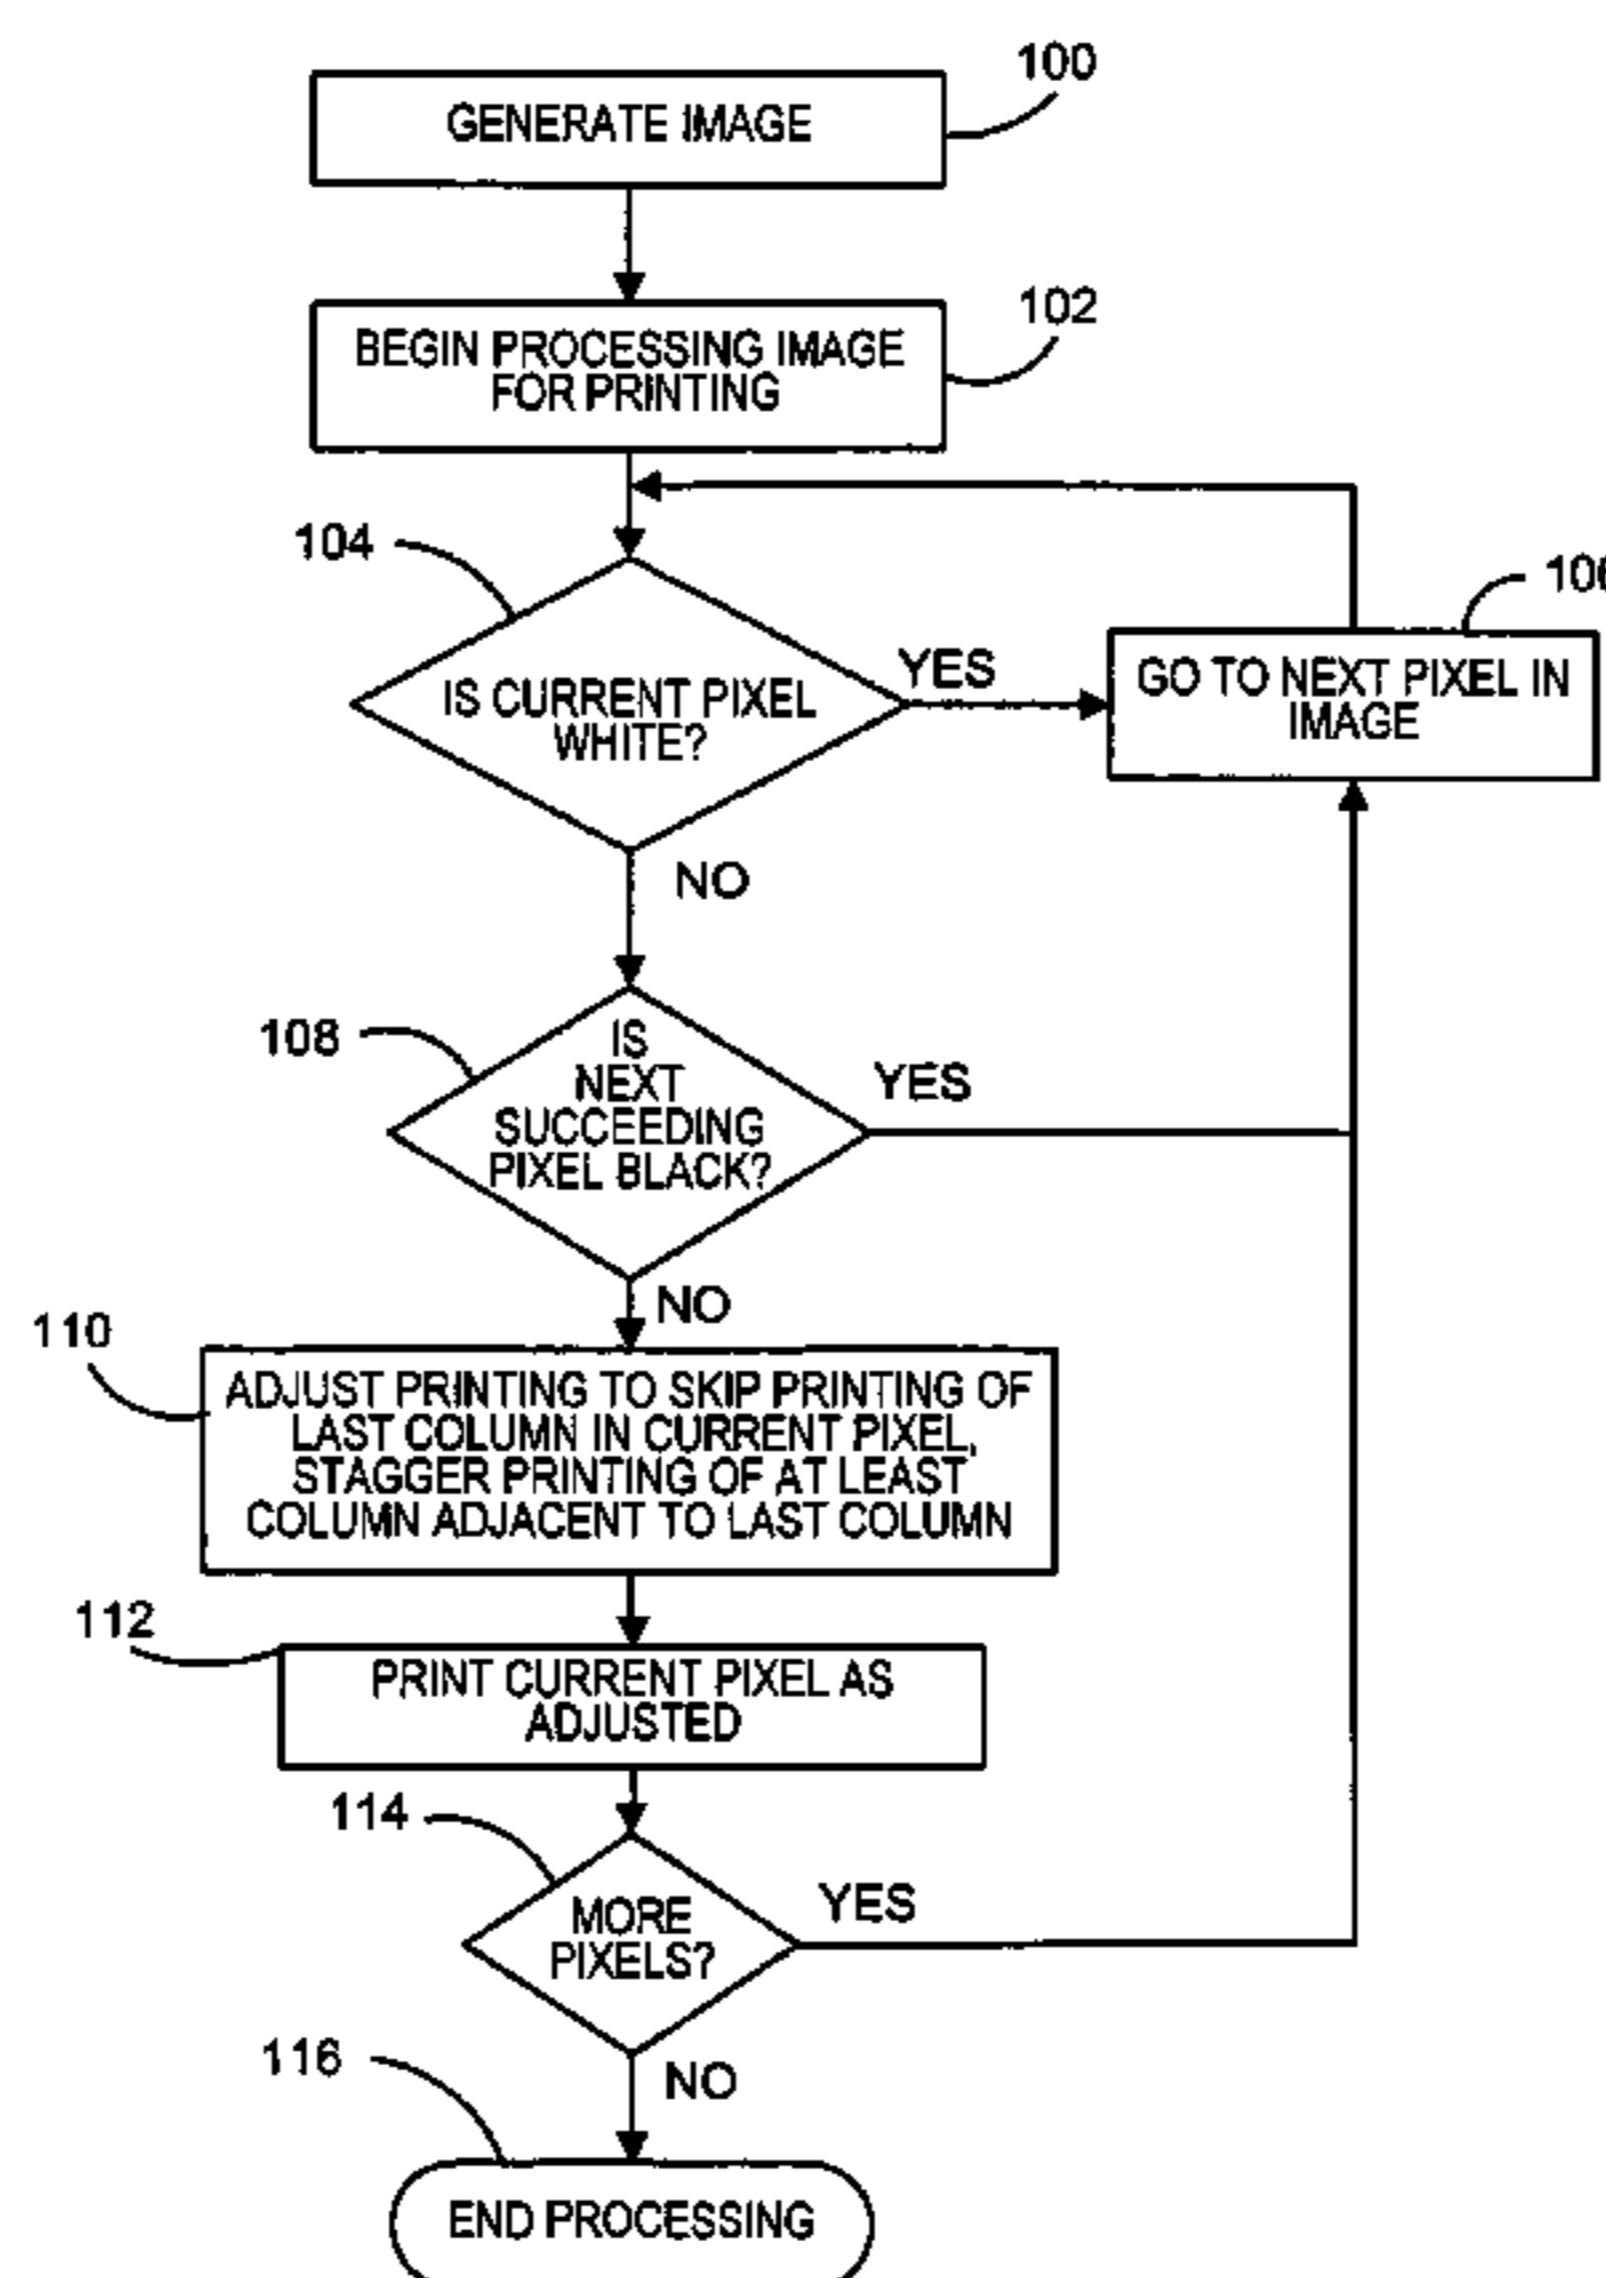 100
GENERATE IMAGE
102
BEGIN PROCESSING IMAGE
FOR PRINTING
104
IS CURRENT PIXEL
WHITE?
YES
GO TO NEXT PIXEL IN
IMAGE
NO
108
IS
NEXT
SUCCEEDING
PIXEL BLACK?
YES
NO
110
ADJUST PRINTING TO SKIP PRINTING OF
LAST COLUMN IN CURRENT PIXEL,
STAGGER PRINTING OF AT LEAST
COLUMN ADJACENT TO LAST COLUMN
112
PRINT CURRENT PIXEL AS
ADJUSTED
114
MORE
PIXELS?
YES
NO
116
END PROCESSING